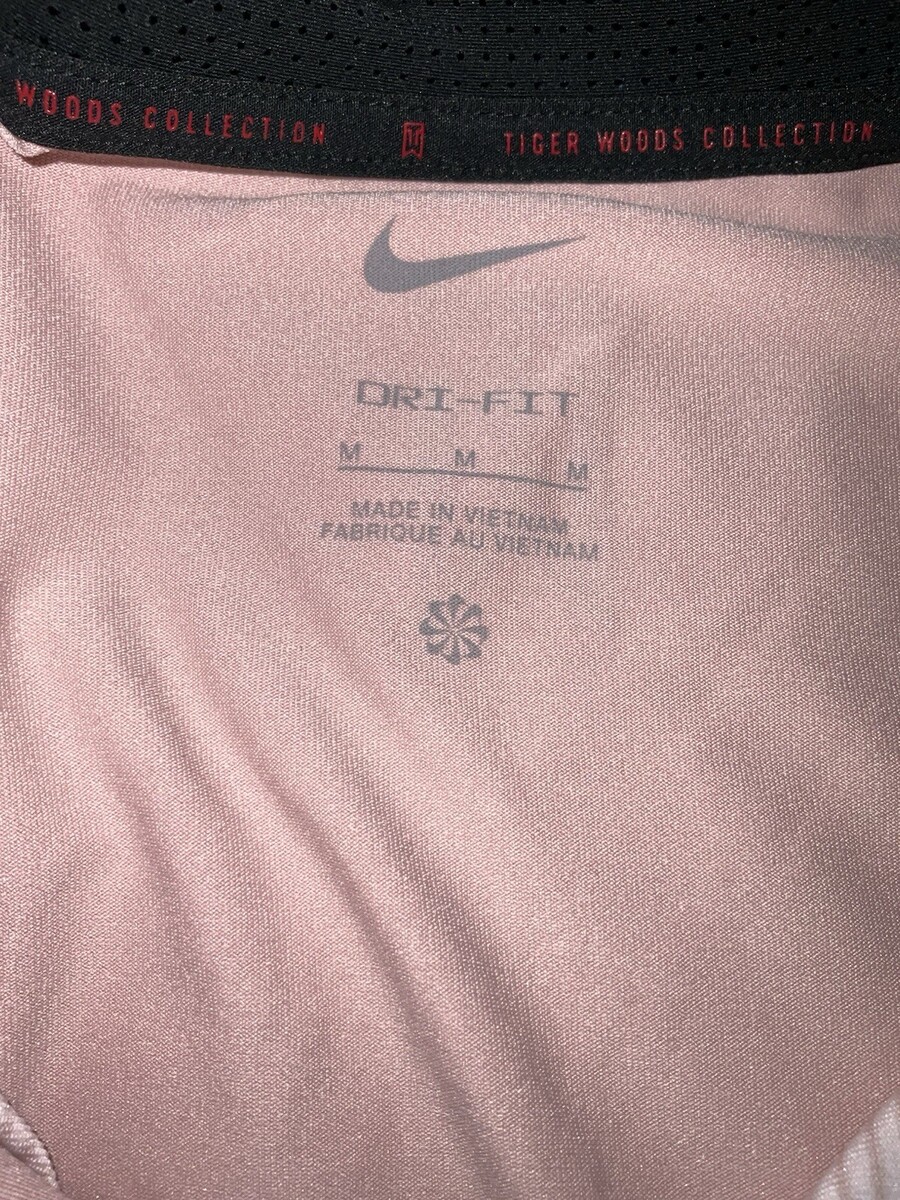 WOODS COLLECTION TIGER WOODS COLLECTION
DRI-FIT
M M M
MADE IN VIETNAM
FABRIQUE AU VIETNAM